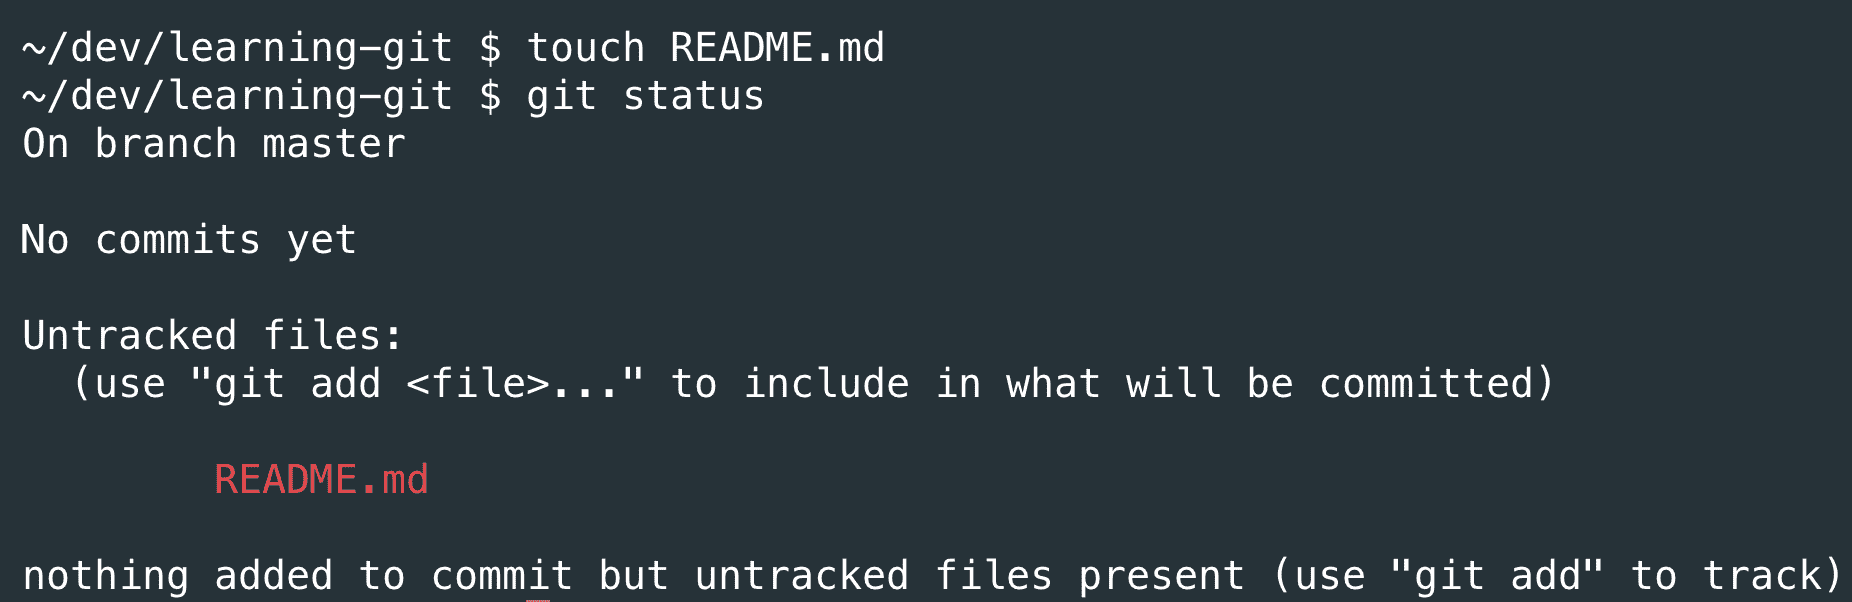 ~/dev/learning-git $ touch README.md
~/dev/learning-git $ git status
On branch master
No commits yet
Untracked files:
(use "git add <file>..." to include in what will be committed)
README.md
nothing added to commit but untracked files present (use "git add" to track)